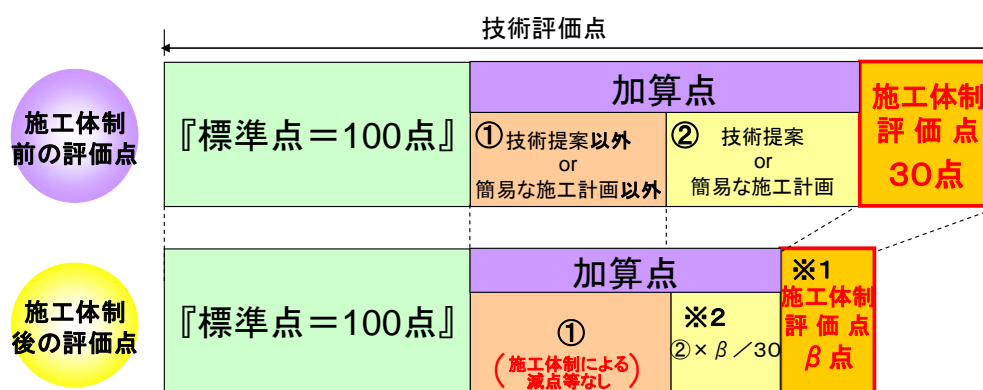 技術評価点
施工体制
前の評価点
『標準点＝100点』
加算点
①技術提案以外
or
簡易な施工計画以外
② 技術提案
or
簡易な施工計画
施工体制
評価点
30点
施工体制
後の評価点
『標準点＝100点』
加算点
①
(施工体制による
減点等なし)
※2
②×β／30
※1
施工体制
評価点
β点